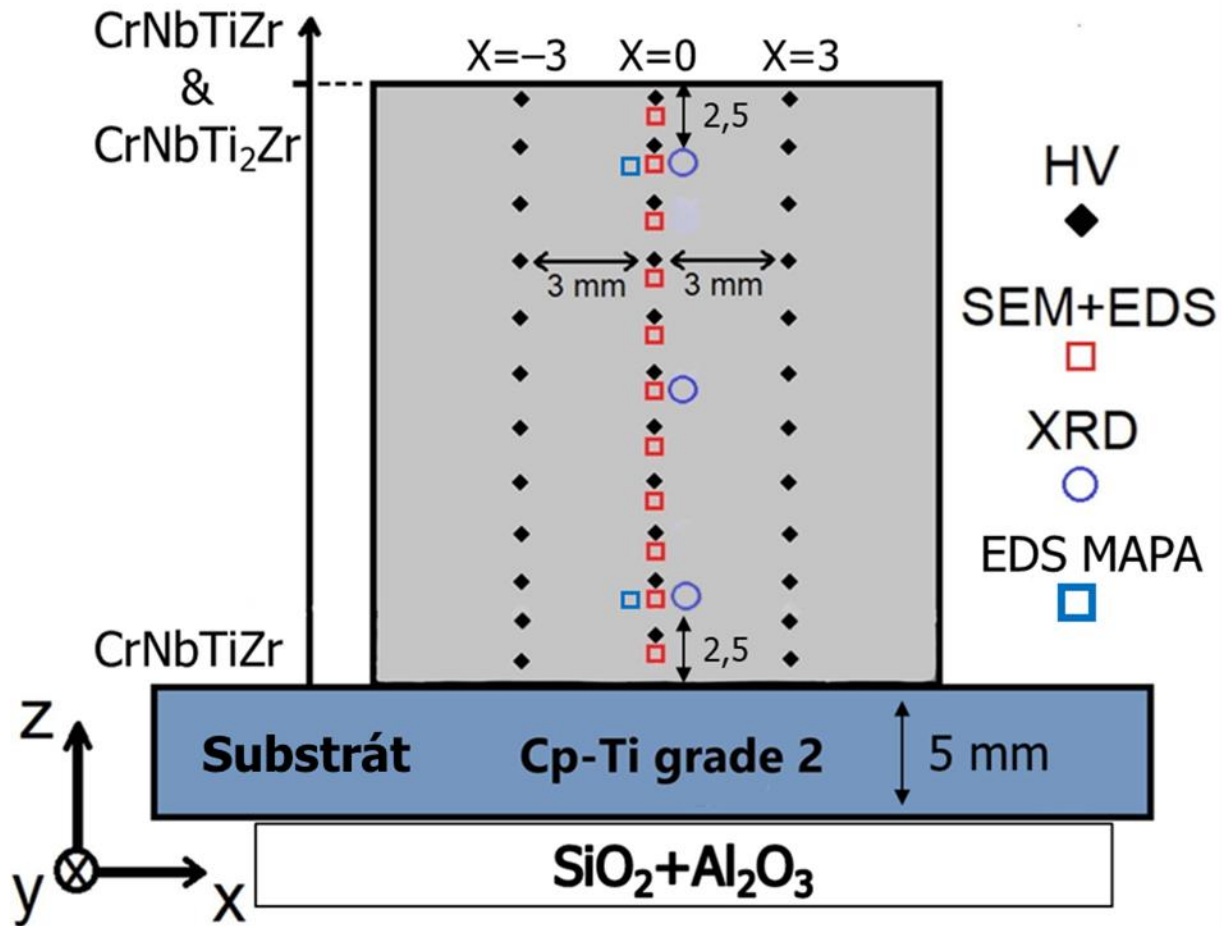 CrNbTiZr
&
CrNbTi₂Zr
X=–3 X=0 X=3
2,5
3 mm 3 mm
HV
SEM+EDS
XRD
EDS MAPA
CrNbTiZr
2,5
Substrát Cp-Ti grade 2 5 mm
SiO₂+Al₂O₃
z
y
x